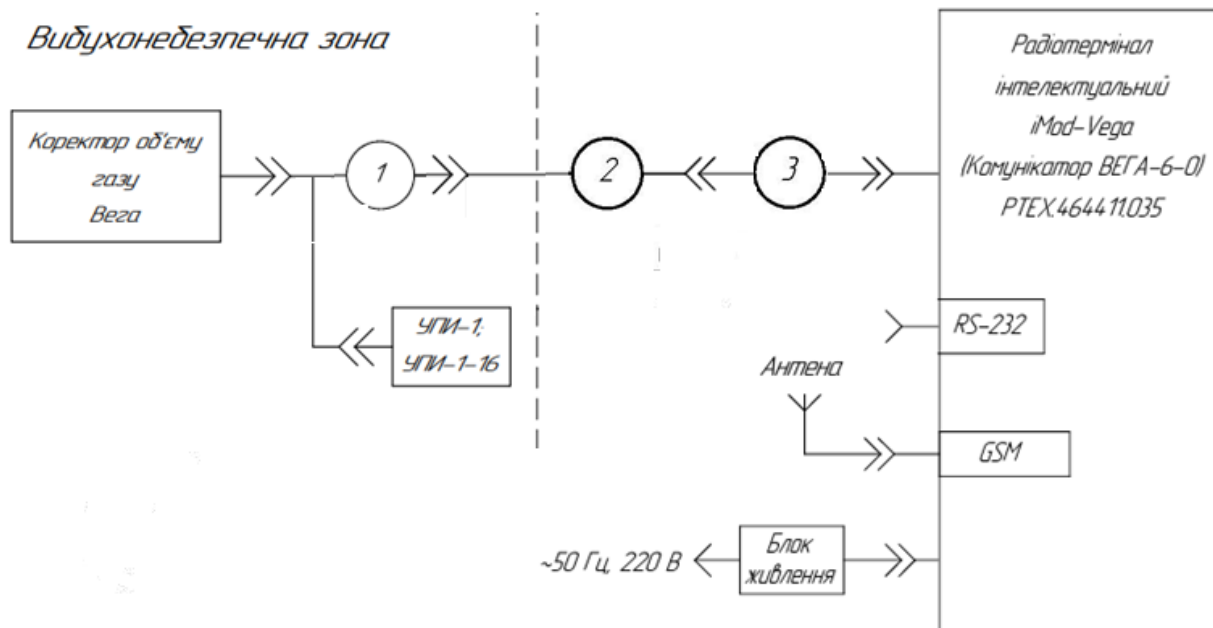 Вибухонебезпечна зона
Коректор об'єму
газу
Вега
1
2
3
Радіотермінал
інтелектуальний
iMod-Vega
(Комунікатор ВЕГА-6-0)
РТЕХ.464411.035
УПИ-1;
УПИ-1-16
RS-232
Антена
GSM
~50 Гц, 220 В
Блок
живлення